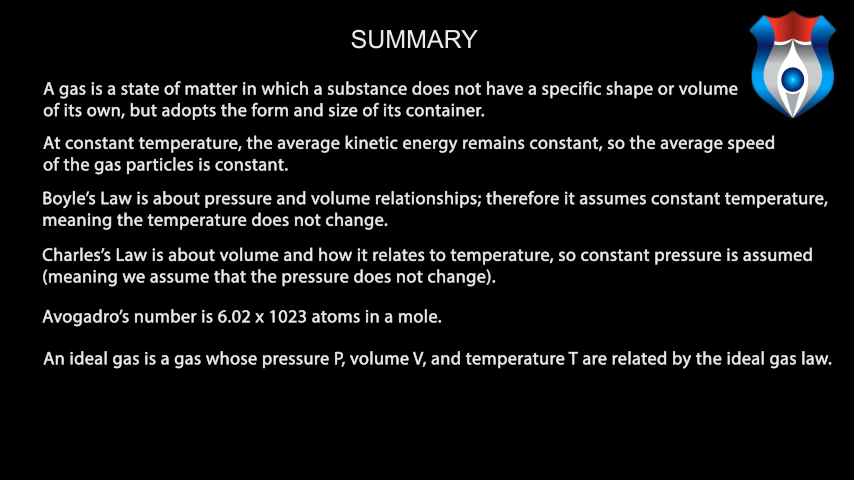 SUMMARY
A gas is a state of matter in which a substance does not have a specific shape or volume
of its own, but adopts the form and size of its container.
At constant temperature, the average kinetic energy remains constant, so the average speed
of the gas particles is constant.
Boyle's Law is about pressure and volume relationships; therefore it assumes constant temperature,
meaning the temperature does not change.
Charles's Law is about volume and how it relates to temperature, so constant pressure is assumed
(meaning we assume that the pressure does not change).
Avogadro's number is 6.02 x 1023 atoms in a mole.
An ideal gas is a gas whose pressure P, volume V, and temperature T are related by the ideal gas law.